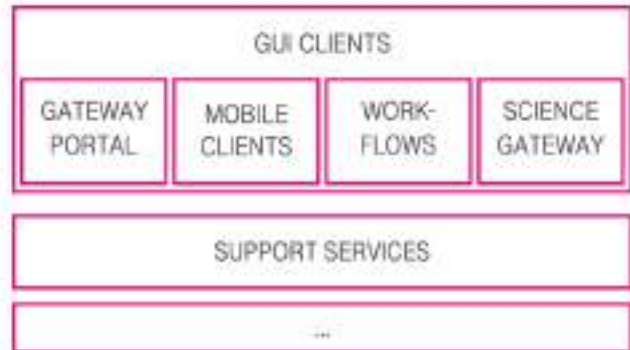 GUI CLIENTS
GATEWAY
PORTAL
MOBILE
CLIENTS
WORK-
FLOWS
SCIENCE
GATEWAY
SUPPORT SERVICES
...